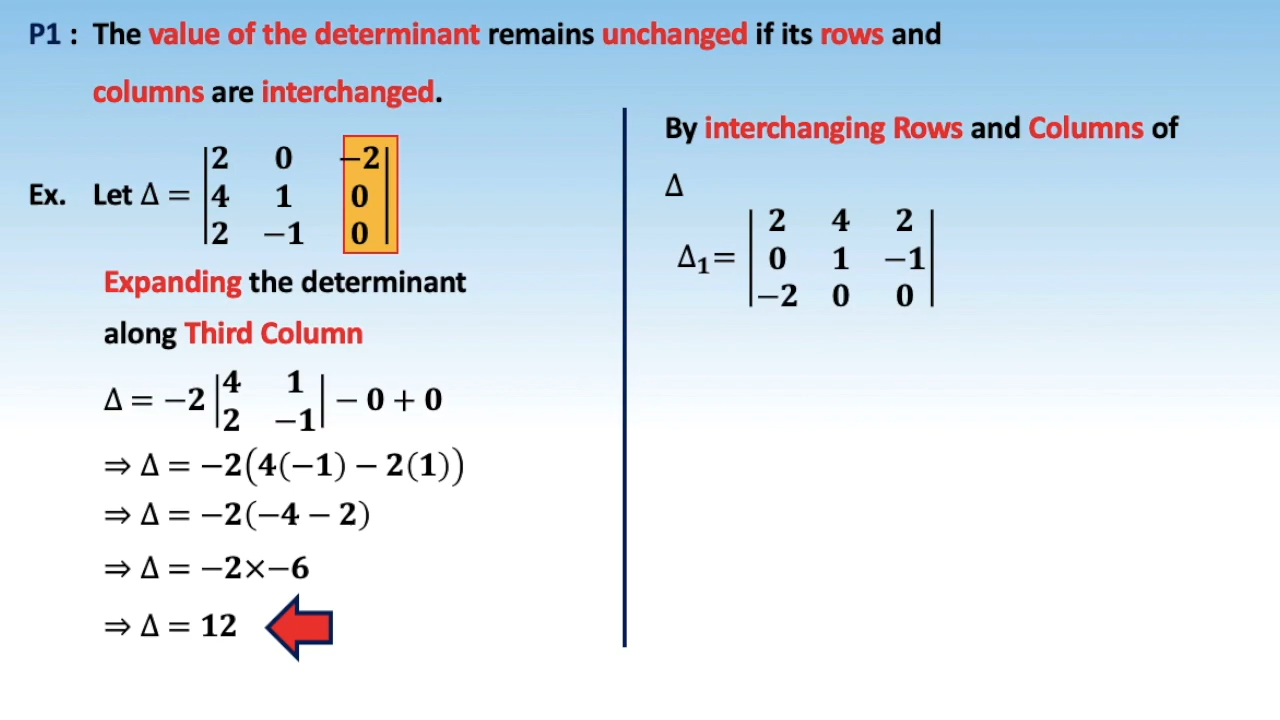 P1 : The value of the determinant remains unchanged if its rows and
columns are interchanged.
Ex. Let Δ = |2 0 −2|
|4 1 0|
|2 −1 0|
Expanding the determinant
along Third Column
Δ = −2 |4 1| − 0 + 0
|2 −1|
⇒ Δ = −2(4(−1) − 2(1))
⇒ Δ = −2(−4 − 2)
⇒ Δ = −2×−6
⇒ Δ = 12
By interchanging Rows and Columns of
Δ
Δ₁= |2 4 2|
|0 1 −1|
|−2 0 0|